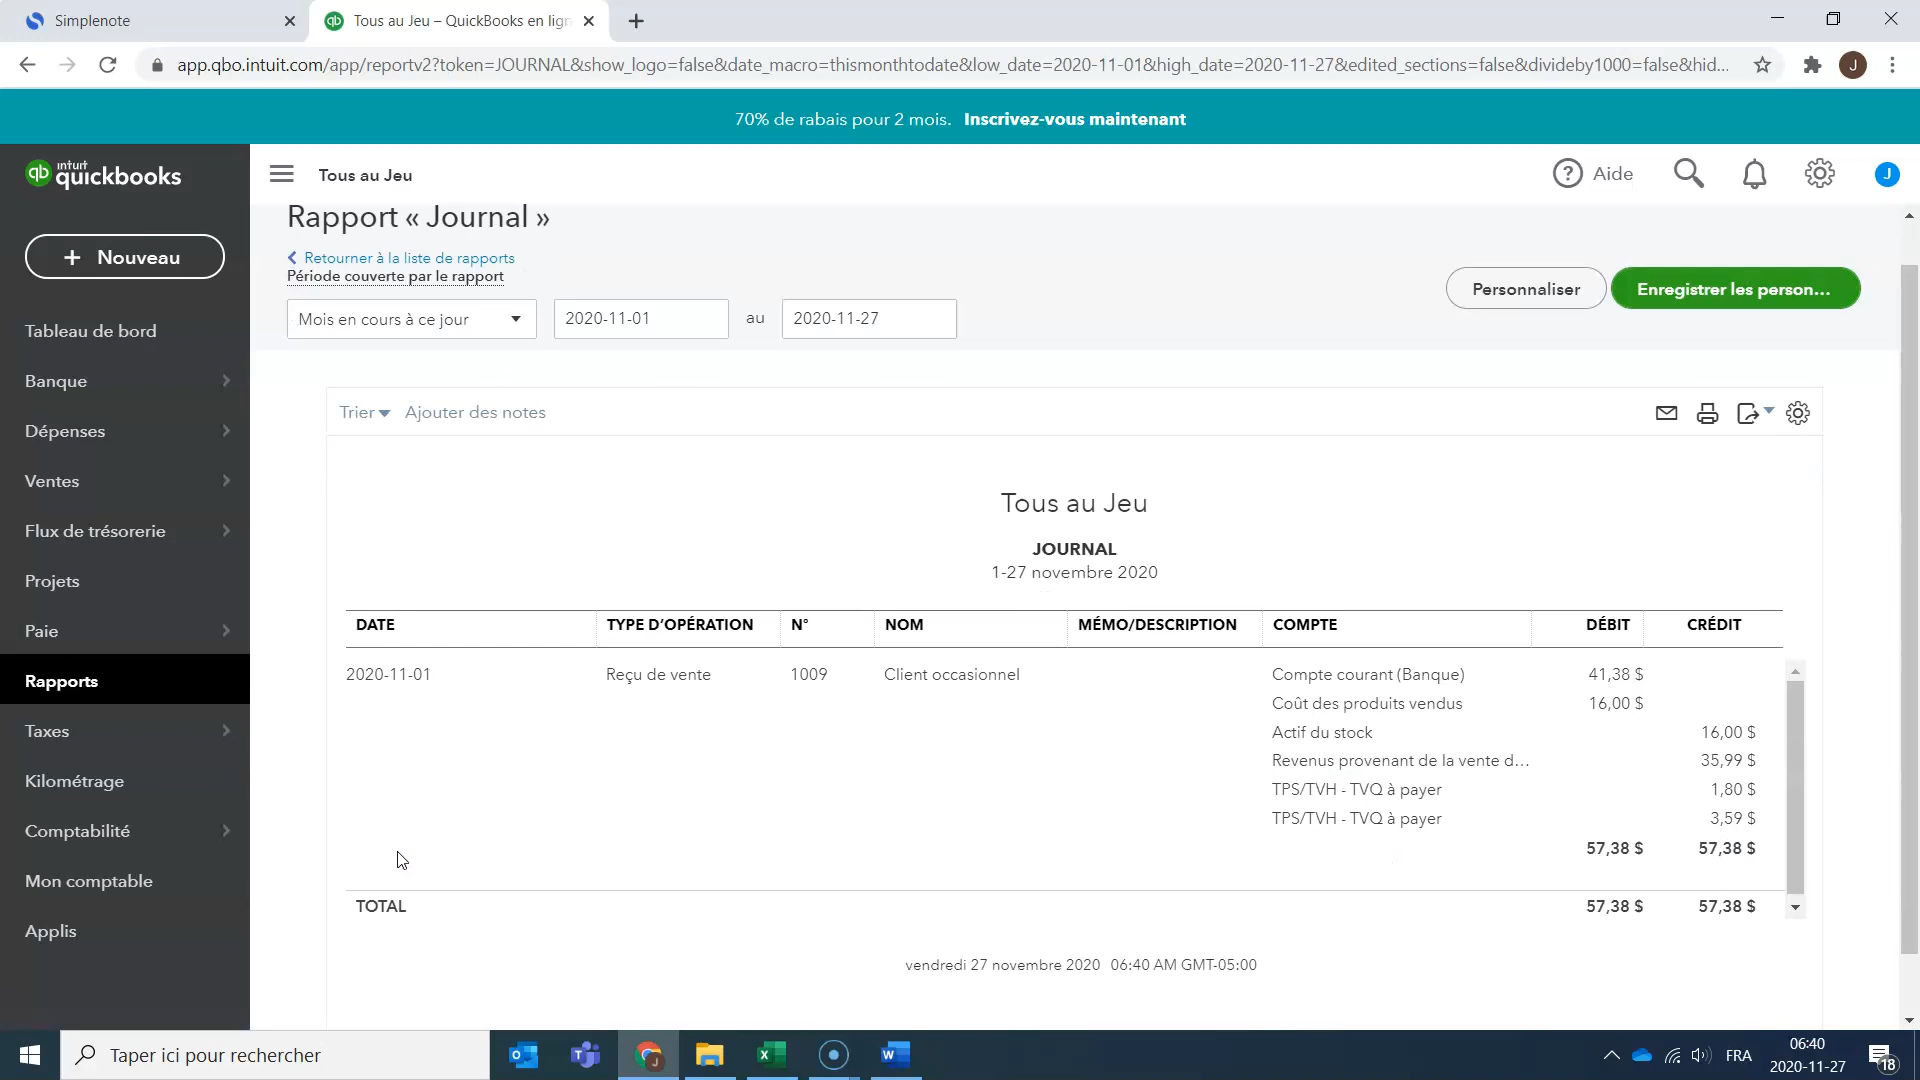 Simplenote
Tous au Jeu – QuickBooks en lign
app.qbo.intuit.com/app/reportv2?token=JOURNAL&show_logo=false&date_macro=thismonthtodate&low_date=2020-11-01&high_date=2020-11-27&edited_sections=false&divideby1000=false&hid...
J
70% de rabais pour 2 mois. Inscrivez-vous maintenant
qb intuit quickbooks
Tous au Jeu
? Aide
J
+ Nouveau
Tableau de bord
Banque
Dépenses
Ventes
Flux de trésorerie
Projets
Paie
Rapports
Taxes
Kilométrage
Comptabilité
Mon comptable
Applis
Rapport « Journal »
Retourner à la liste de rapports
Période couverte par le rapport
Mois en cours à ce jour 2020-11-01 au 2020-11-27
Personnaliser
Enregistrer les person...
Trier Ajouter des notes
Tous au Jeu
JOURNAL
1-27 novembre 2020
DATE TYPE D'OPÉRATION N° NOM MÉMO/DESCRIPTION COMPTE DÉBIT CRÉDIT
2020-11-01 Reçu de vente 1009 Client occasionnel Compte courant (Banque) 41,38 $
Coût des produits vendus 16,00 $
Actif du stock 16,00 $
Revenus provenant de la vente d... 35,99 $
TPS/TVH - TVQ à payer 1,80 $
TPS/TVH - TVQ à payer 3,59 $
57,38 $ 57,38 $
TOTAL 57,38 $ 57,38 $
vendredi 27 novembre 2020 06:40 AM GMT-05:00
Taper ici pour rechercher
FRA
06:40
2020-11-27
18